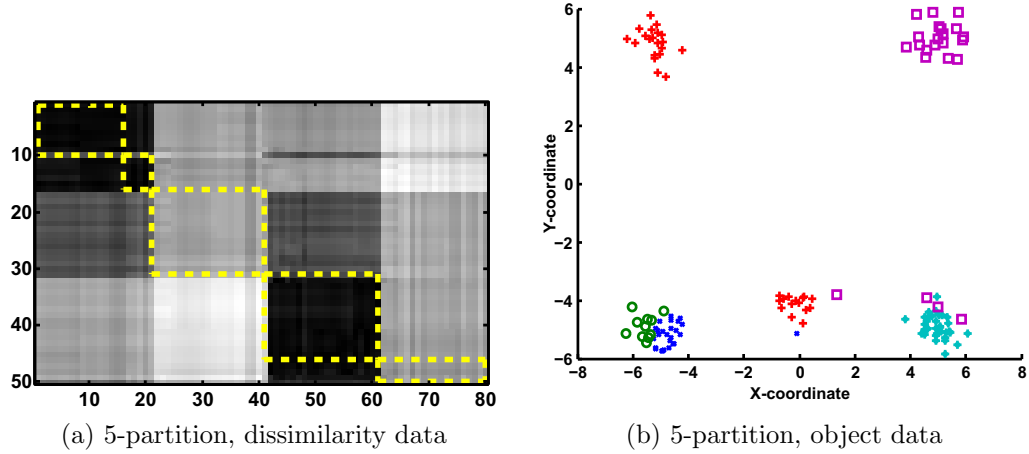 10
20
30
40
50
10 20 30 40 50 60 70 80
(a) 5-partition, dissimilarity data
6
4
2
0
−2
−4
−6
Y-coordinate
−8 −6 −4 −2 0 2 4 6 8
X-coordinate
(b) 5-partition, object data